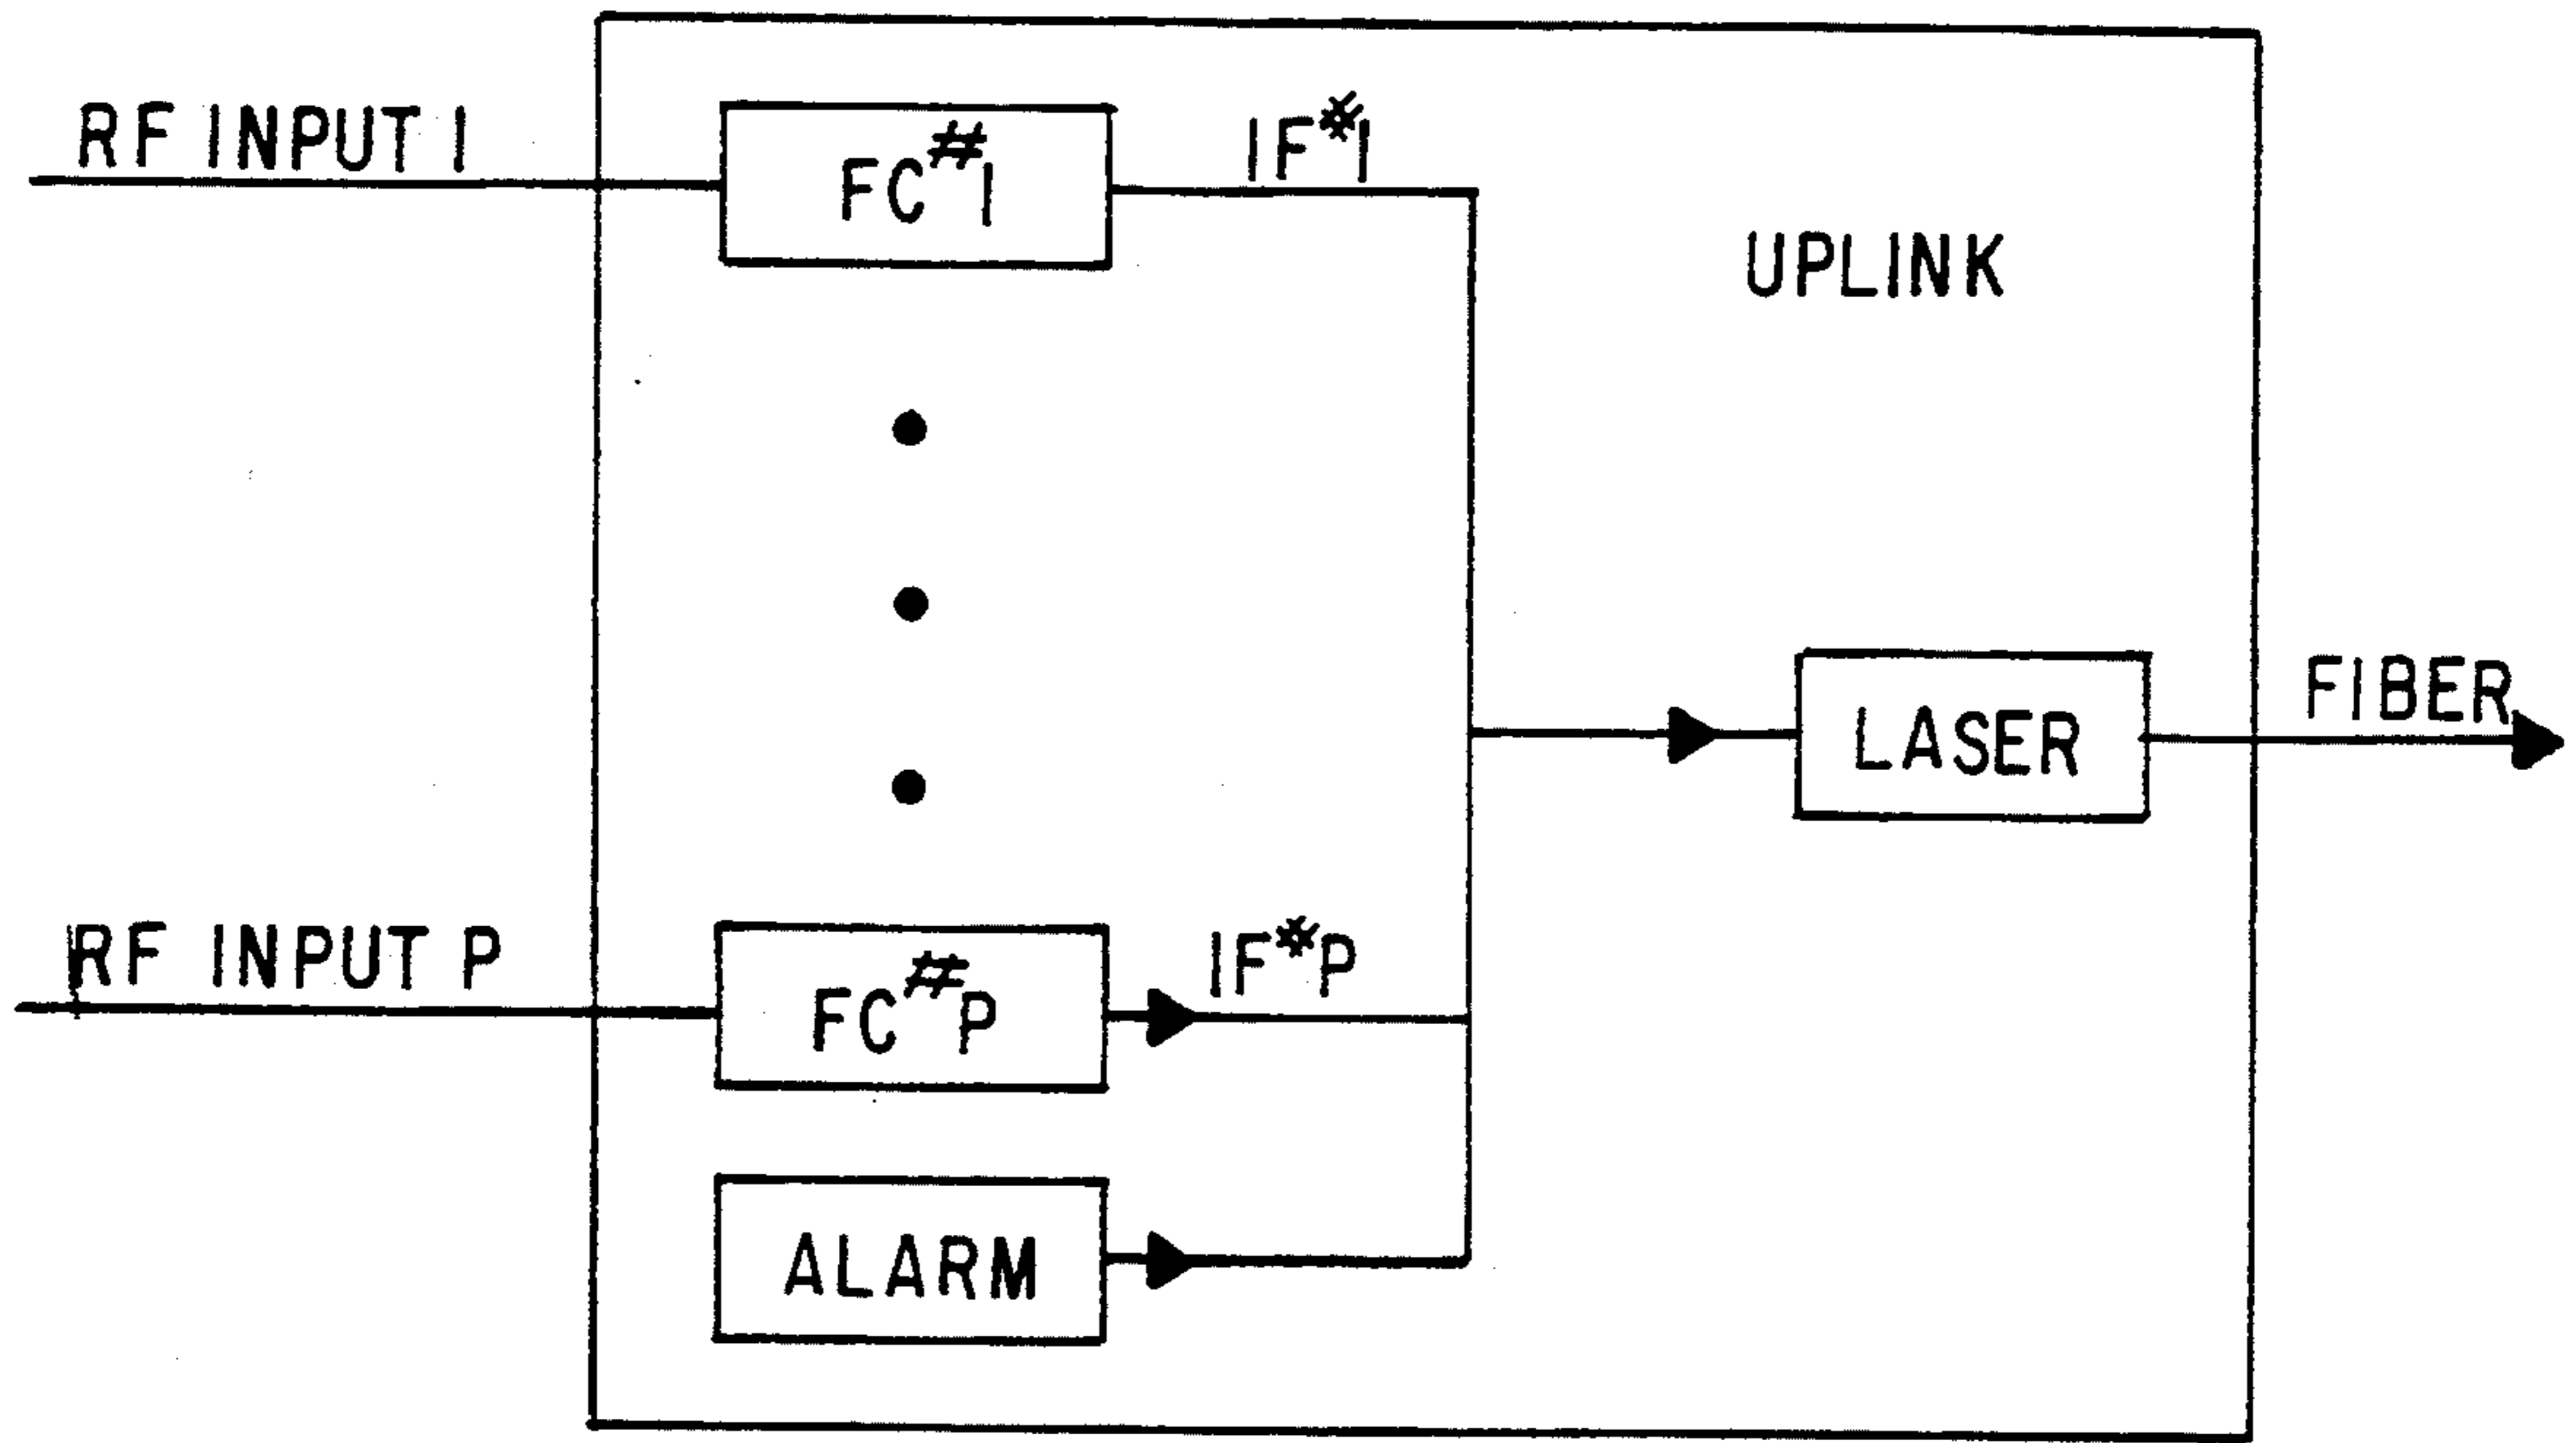 RF INPUT 1
FC#1
IF#1
UPLINK
LASER
FIBER
RF INPUT P
FC#P
IF#P
ALARM